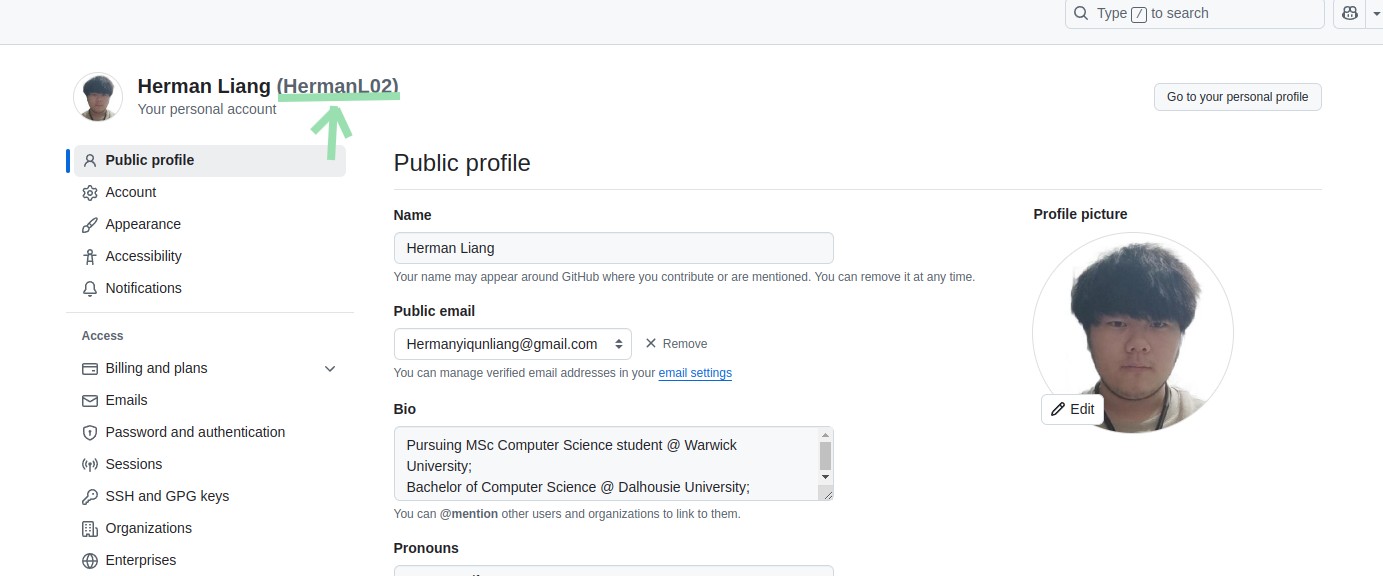 Type / to search
Herman Liang (HermanL02)
Your personal account
Go to your personal profile
Public profile
Account
Appearance
Accessibility
Notifications
Access
Billing and plans
Emails
Password and authentication
Sessions
SSH and GPG keys
Organizations
Enterprises
Public profile
Name
Herman Liang
Your name may appear around GitHub where you contribute or are mentioned. You can remove it at any time.
Public email
Hermanyiqunliang@gmail.com
Remove
You can manage verified email addresses in your email settings
Bio
Pursuing MSc Computer Science student @ Warwick
University;
Bachelor of Computer Science @ Dalhousie University;
You can @mention other users and organizations to link to them.
Pronouns
Profile picture
Edit